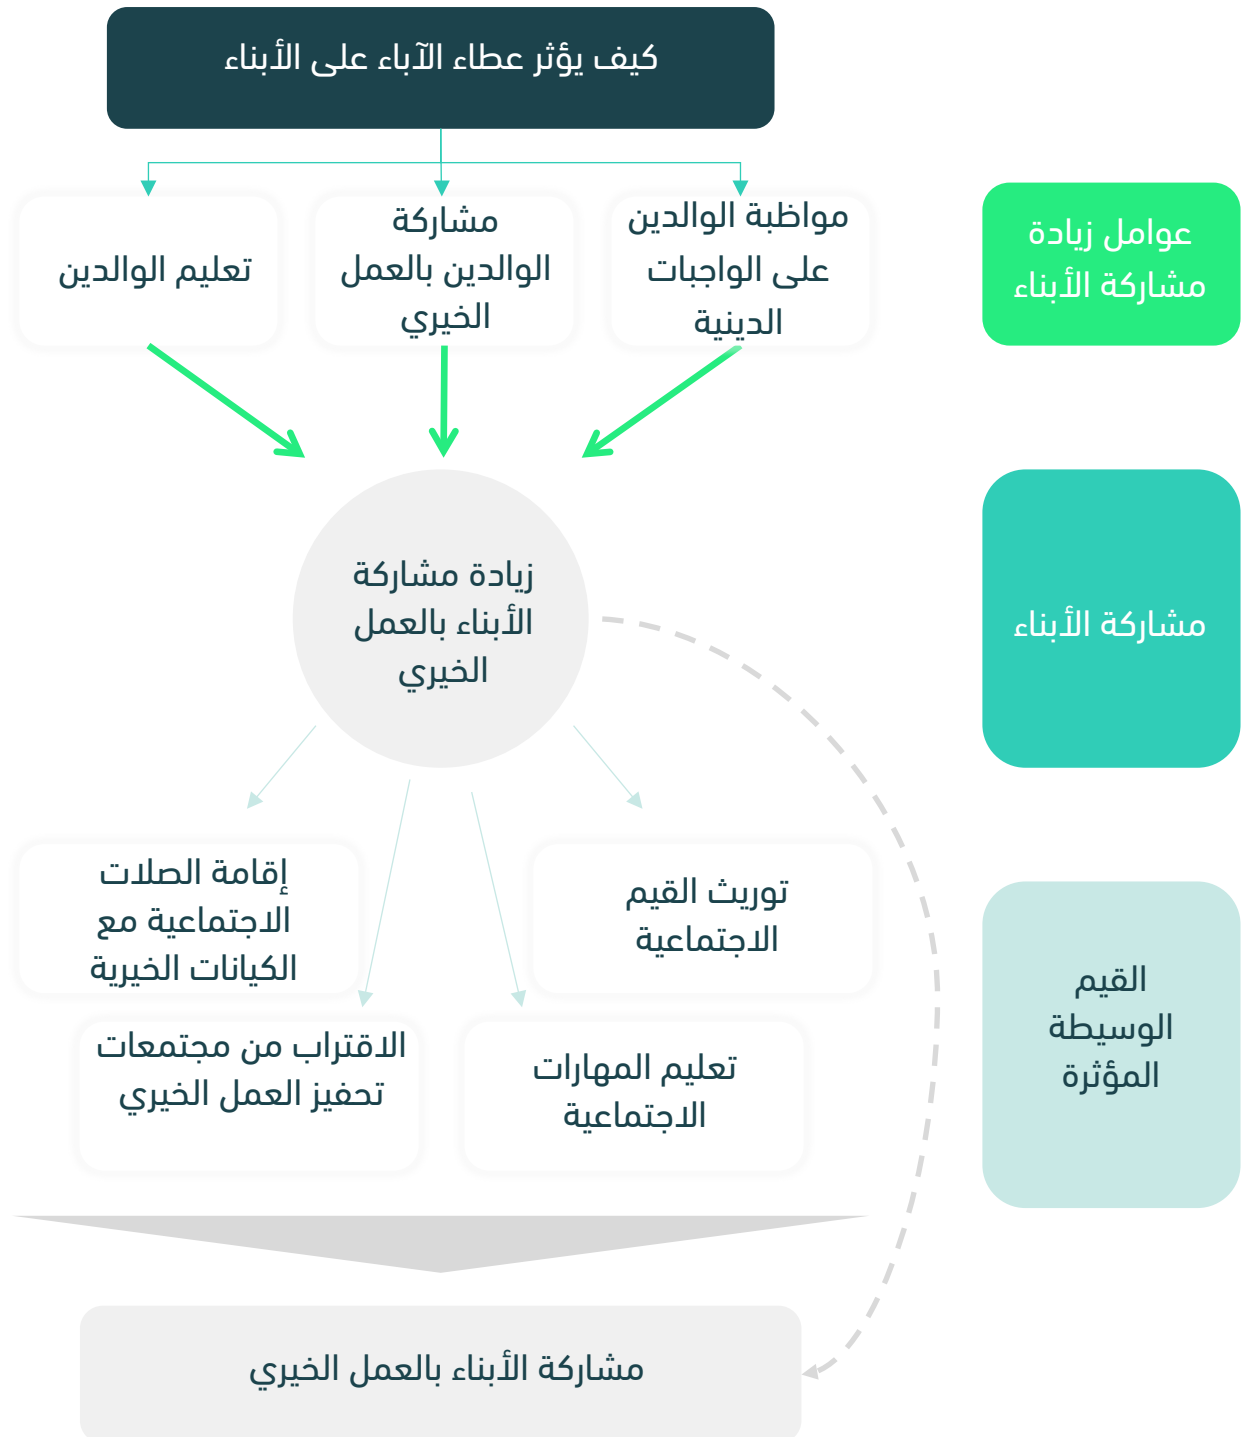 كيف يؤثر عطاء الآباء على الأبناء
عوامل زيادة
مشاركة الأبناء
مواظبة الوالدين
على الواجبات
الدينية
مشاركة
الوالدين بالعمل
الخيري
تعليم الوالدين
مشاركة الأبناء
زيادة مشاركة
الأبناء بالعمل
الخيري
القيم
الوسيطة
المؤثرة
توريث القيم
الاجتماعية
إقامة الصلات
الاجتماعية مع
الكيانات الخيرية
تعليم المهارات
الاجتماعية
الاقتراب من مجتمعات
تحفيز العمل الخيري
مشاركة الأبناء بالعمل الخيري